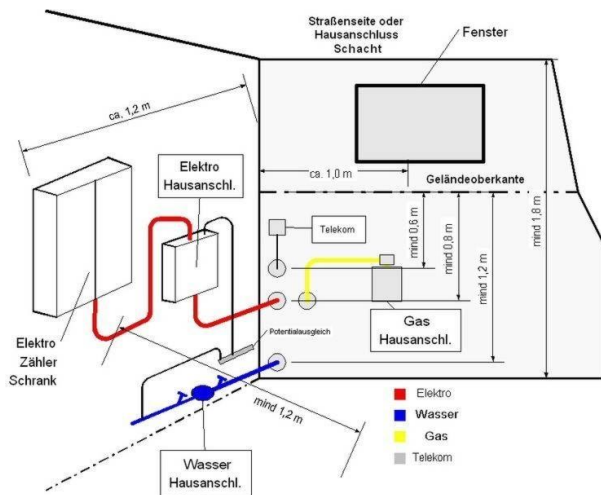 Straßenseite oder
Hausanschluss
Schacht
Fenster
ca. 1,2 m
ca. 1,0 m
Geländeoberkante
Elektro
Hausanschl.
Telekom
mind 0,6 m
mind 0,8 m
mind 1,2 m
mind 1,8 m
Gas
Hausanschl.
Potentialausgleich
Elektro
Zähler
Schrank
mind 1,2 m
Wasser
Hausanschl.
Elektro
Wasser
Gas
Telekom